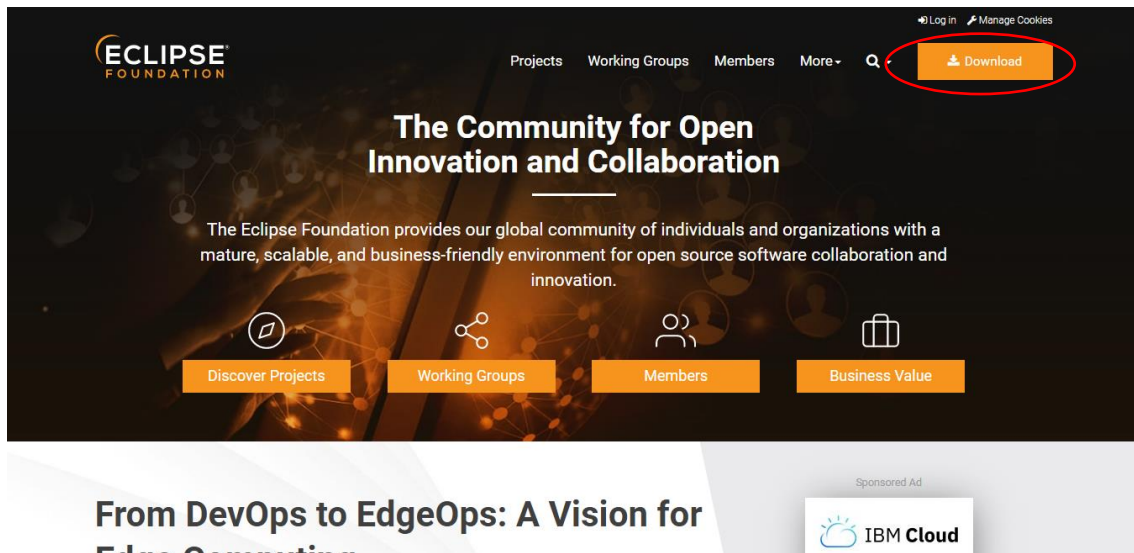 Log in Manage Cookies
ECLIPSE®
FOUNDATION
Projects Working Groups Members More Download
The Community for Open
Innovation and Collaboration
The Eclipse Foundation provides our global community of individuals and organizations with a
mature, scalable, and business-friendly environment for open source software collaboration and
innovation.
Discover Projects Working Groups Members Business Value
Sponsored Ad
From DevOps to EdgeOps: A Vision for
Edge Computing
IBM Cloud